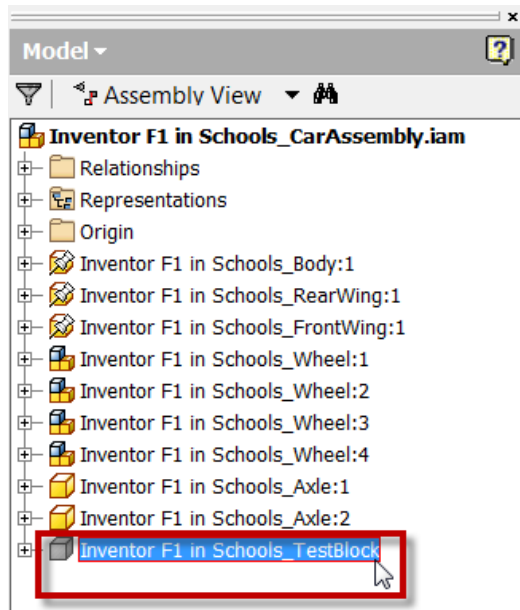 Model
Assembly View
Inventor F1 in Schools_CarAssembly.iam
Relationships
Representations
Origin
Inventor F1 in Schools_Body:1
Inventor F1 in Schools_RearWing:1
Inventor F1 in Schools_FrontWing:1
Inventor F1 in Schools_Wheel:1
Inventor F1 in Schools_Wheel:2
Inventor F1 in Schools_Wheel:3
Inventor F1 in Schools_Wheel:4
Inventor F1 in Schools_Axle:1
Inventor F1 in Schools_Axle:2
Inventor F1 in Schools_TestBlock